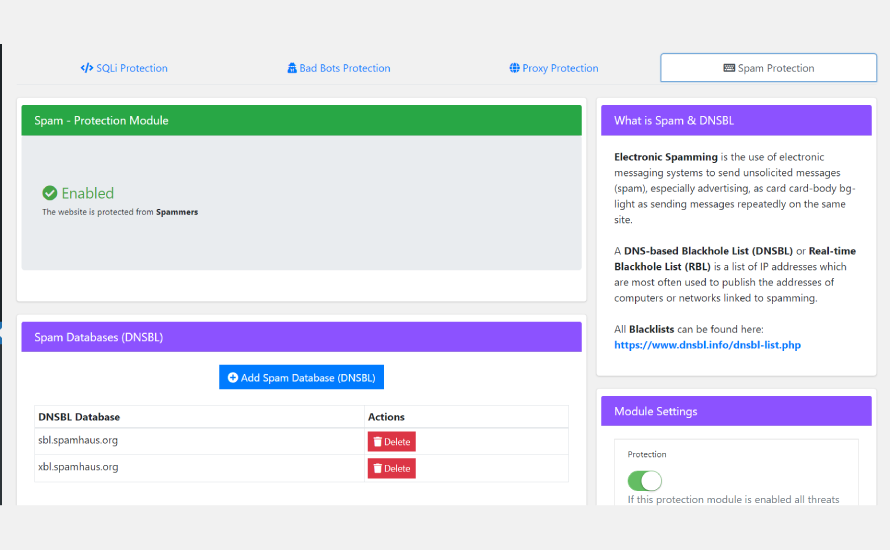 SQLi Protection
Bad Bots Protection
Proxy Protection
Spam Protection
Spam - Protection Module
Enabled
The website is protected from Spammers
Spam Databases (DNSBL)
Add Spam Database (DNSBL)
DNSBL Database Actions
sbl.spamhaus.org Delete
xbl.spamhaus.org Delete
What is Spam & DNSBL
Electronic Spamming is the use of electronic
messaging systems to send unsolicited messages
(spam), especially advertising, as card card-body bg-
light as sending messages repeatedly on the same
site.
A DNS-based Blackhole List (DNSBL) or Real-time
Blackhole List (RBL) is a list of IP addresses which
are most often used to publish the addresses of
computers or networks linked to spamming.
All Blacklists can be found here:
https://www.dnsbl.info/dnsbl-list.php
Module Settings
Protection
If this protection module is enabled all threats